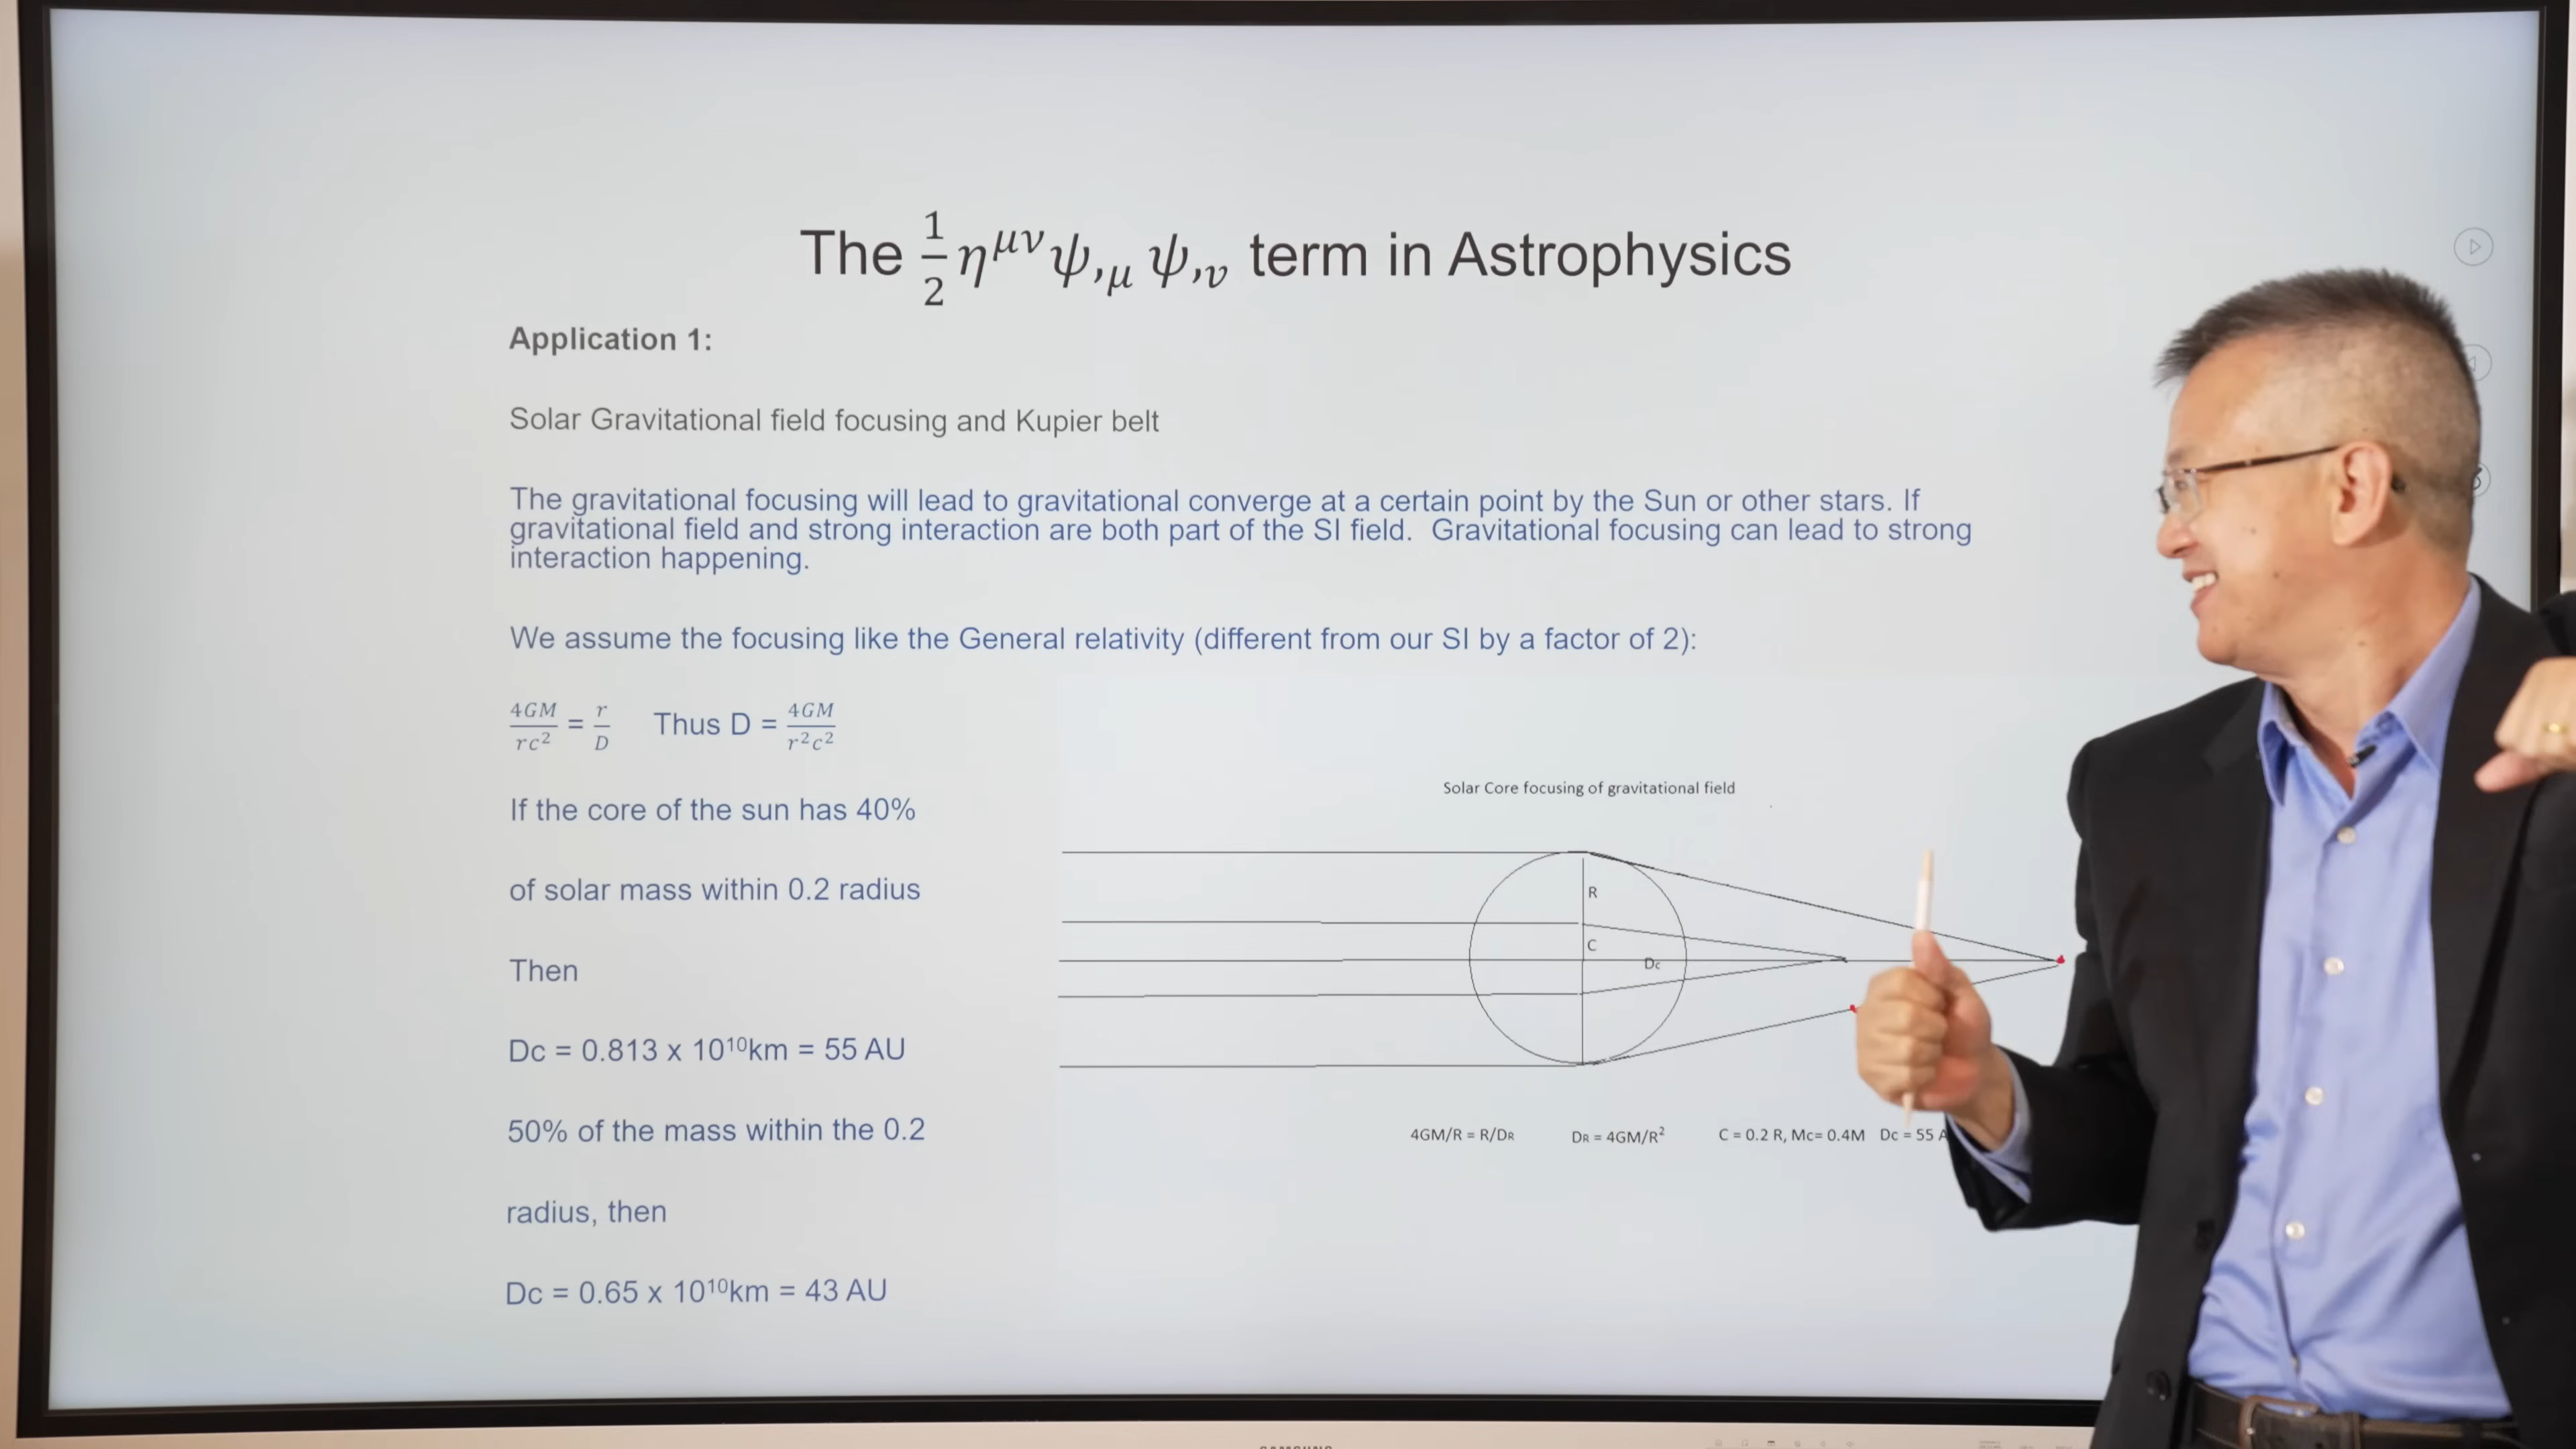 The 1/2 η^μν ψ,μ ψ,ν term in Astrophysics
Application 1:
Solar Gravitational field focusing and Kupier belt
The gravitational focusing will lead to gravitational converge at a certain point by the Sun or other stars. If
gravitational field and strong interaction are both part of the SI field. Gravitational focusing can lead to strong
interaction happening.
We assume the focusing like the General relativity (different from our SI by a factor of 2):
4GM/rc² = r/D Thus D = 4GM/r²c²
If the core of the sun has 40%
of solar mass within 0.2 radius
Then
Dc = 0.813 x 10¹⁰km = 55 AU
50% of the mass within the 0.2
radius, then
Dc = 0.65 x 10¹⁰km = 43 AU
Solar Core focusing of gravitational field
R
C
Dc
4GM/R = R/DR DR = 4GM/R² C = 0.2 R, Mc= 0.4M Dc = 55 A
SAMSUNG